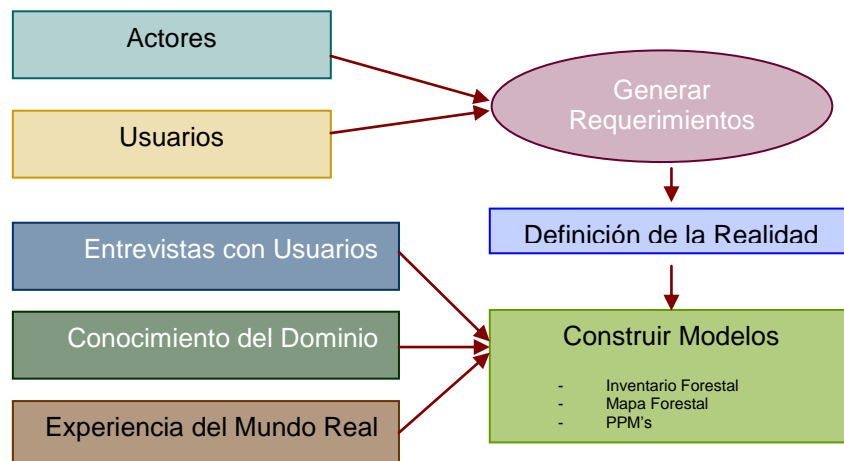 Actores
Usuarios
Generar
Requerimientos
Definición de la Realidad
Entrevistas con Usuarios
Conocimiento del Dominio
Experiencia del Mundo Real
Construir Modelos
- Inventario Forestal
- Mapa Forestal
- PPM’s